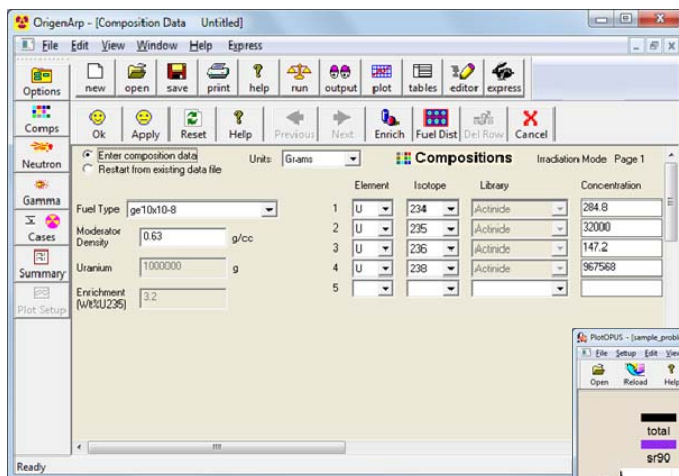 OrigenArp - [Composition Data Untitled]
File Edit View Window Help Express
Options
new open save print help run output plot tables editor express
Comps
Ok Apply Reset Help Previous Next Enrich Fuel Dist Del Row Cancel
Neutron
Gamma
Cases
Summary
Plot Setup
Enter composition data
Restart from existing data file
Units: Grams
Compositions
Irradiation Mode Page 1
Element Isotope Library Concentration
Fuel Type ge10x10-8
1 U 234 Actinide 284.8
Moderator Density 0.63 g/cc
2 U 235 Actinide 32000
3 U 236 Actinide 147.2
Uranium 1000000 g
4 U 238 Actinide 967568
5
Enrichment (Wt%U235) 3.2
Ready
PlotOPUS - [sample_proble
File Setup Edit View
Open Reload Help
total
sr90